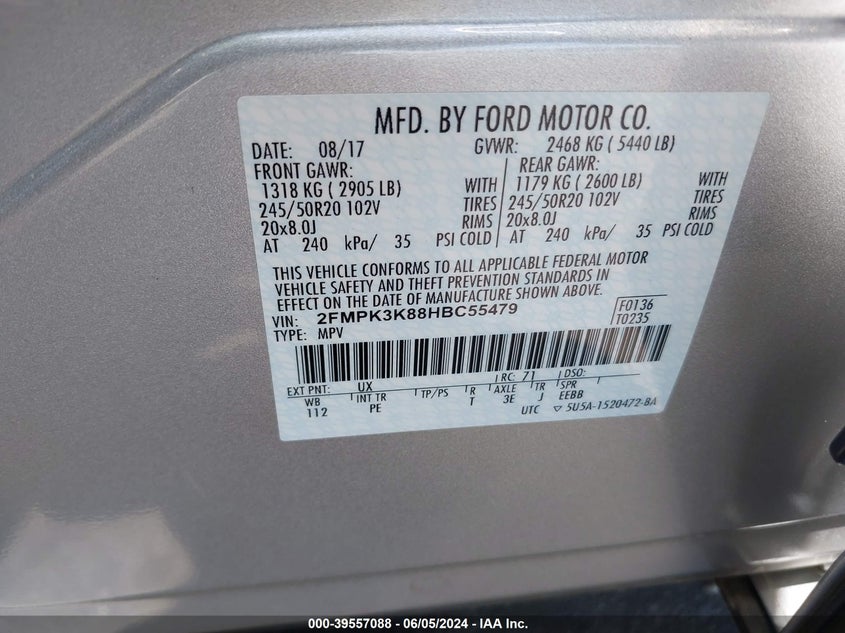 MFD. BY FORD MOTOR CO.
DATE: 08/17 GVWR: 2468 KG ( 5440 LB)
FRONT GAWR: REAR GAWR:
1318 KG ( 2905 LB) WITH 1179 KG ( 2600 LB) WITH
245/50R20 102V TIRES 245/50R20 102V TIRES
20x8.0J RIMS 20x8.0J RIMS
AT 240 kPa/ 35 PSI COLD AT 240 kPa/ 35 PSI COLD
THIS VEHICLE CONFORMS TO ALL APPLICABLE FEDERAL MOTOR
VEHICLE SAFETY AND THEFT PREVENTION STANDARDS IN
EFFECT ON THE DATE OF MANUFACTURE SHOWN ABOVE.
VIN: 2FMPK3K88HBC55479 F0136
TYPE: MPV T0235
EXT PNT: UX RC: 71 DSO:
WB INT TR TP/PS R AXLE TR SPR
112 PE T 3E J EEBB
UTC ▽ 5U5A-1520472-BA
000-39557088 - 06/05/2024 - IAA Inc.